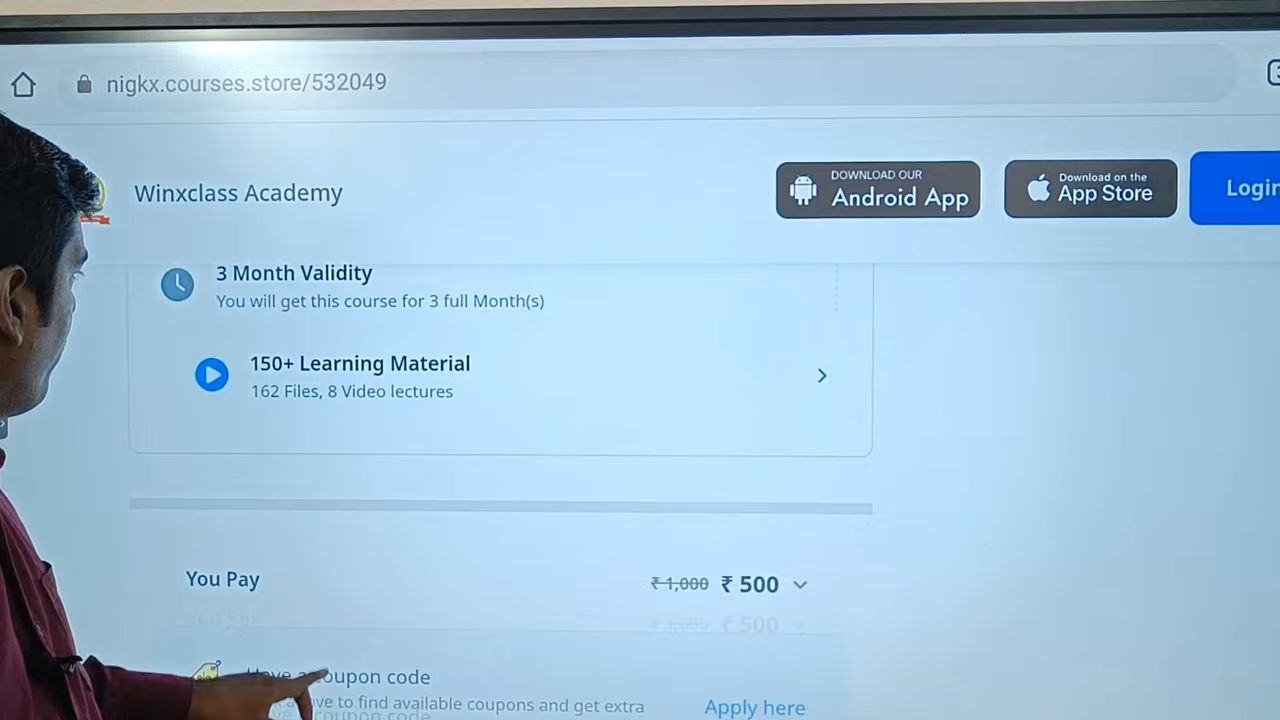 nigkx.courses.store/532049
Winxclass Academy
DOWNLOAD OUR
Android App
Download on the
App Store
Login
3 Month Validity
You will get this course for 3 full Month(s)
150+ Learning Material
162 Files, 8 Video lectures
You Pay
₹ 1,000 ₹ 500
Have a coupon code
to find available coupons and get extra
Apply here